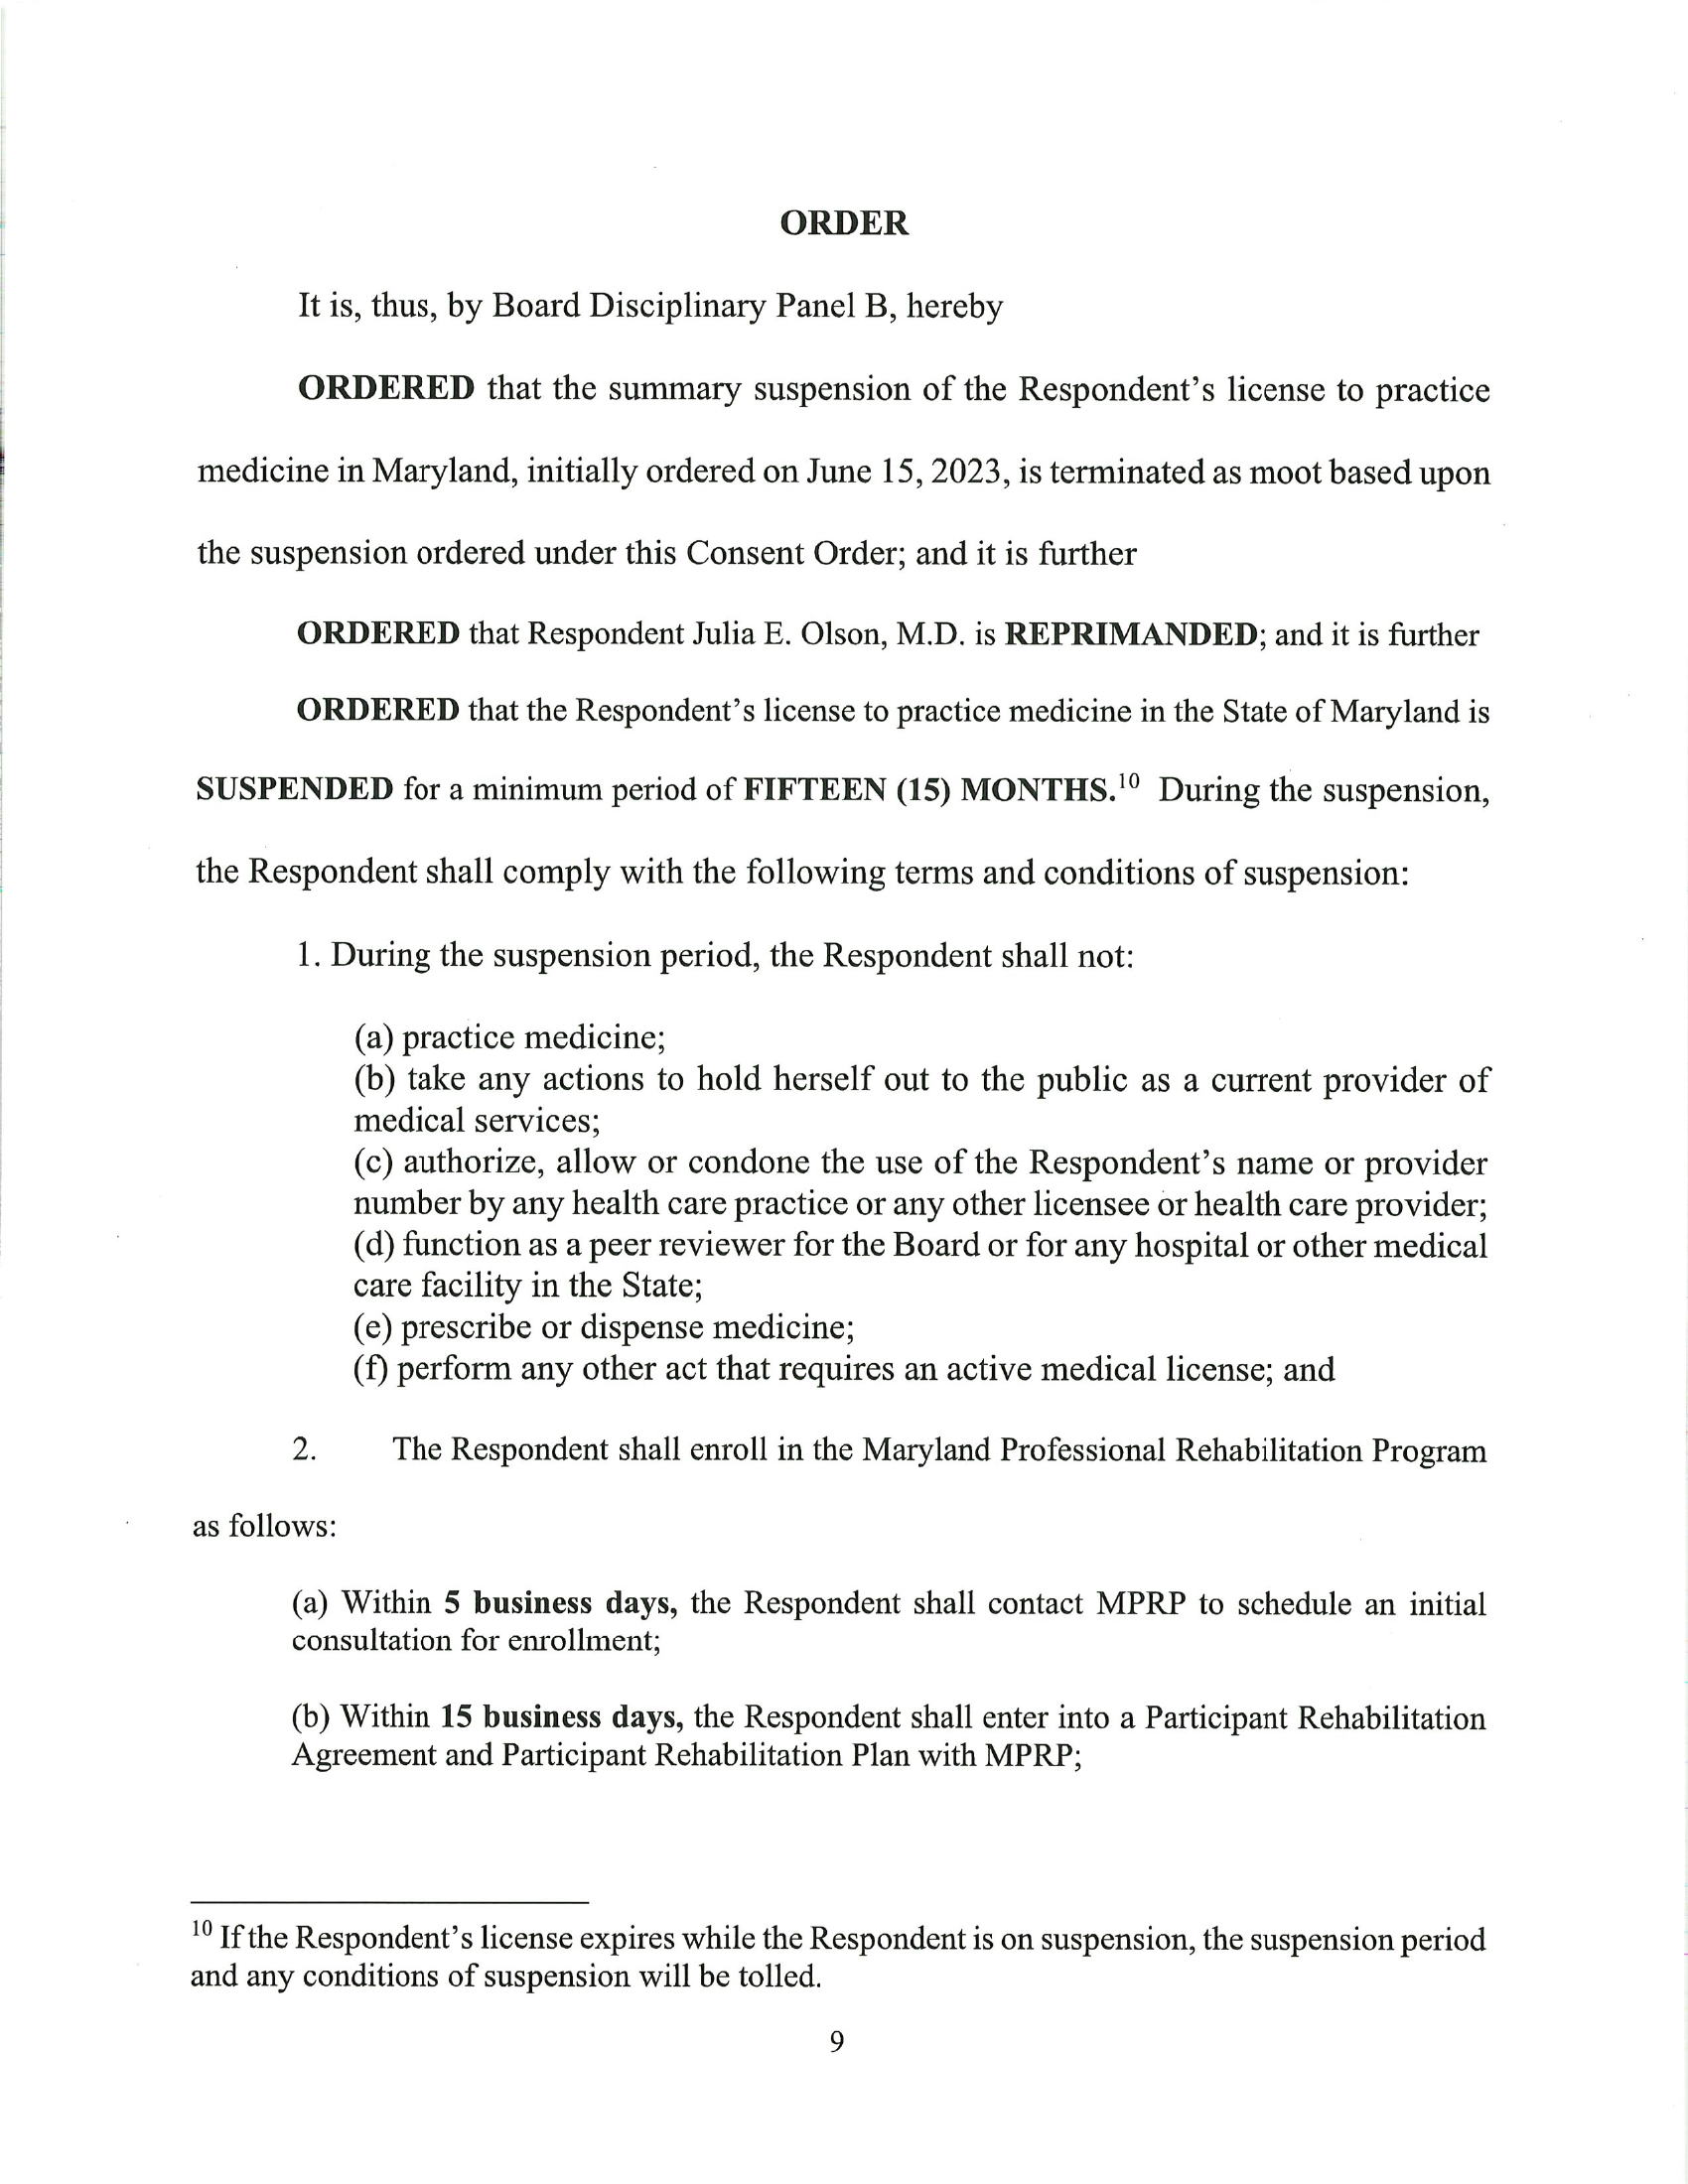 ORDER
It is, thus, by Board Disciplinary Panel B, hereby
ORDERED that the summary suspension of the Respondent's license to practice
medicine in Maryland, initially ordered on June 15, 2023, is terminated as moot based upon
the suspension ordered under this Consent Order; and it is further
ORDERED that Respondent Julia E. Olson, M.D. is REPRIMANDED; and it is further
ORDERED that the Respondent's license to practice medicine in the State of Maryland is
SUSPENDED for a minimum period of FIFTEEN (15) MONTHS.10 During the suspension,
the Respondent shall comply with the following terms and conditions of suspension:
1. During the suspension period, the Respondent shall not:
(a) practice medicine;
(b) take any actions to hold herself out to the public as a current provider of
medical services;
(c) authorize, allow or condone the use of the Respondent's name or provider
number by any health care practice or any other licensee or health care provider;
(d) function as a peer reviewer for the Board or for any hospital or other medical
care facility in the State;
(e) prescribe or dispense medicine;
(f) perform any other act that requires an active medical license; and
2. The Respondent shall enroll in the Maryland Professional Rehabilitation Program
as follows:
(a) Within 5 business days, the Respondent shall contact MPRP to schedule an initial
consultation for enrollment;
(b) Within 15 business days, the Respondent shall enter into a Participant Rehabilitation
Agreement and Participant Rehabilitation Plan with MPRP;
10 If the Respondent's license expires while the Respondent is on suspension, the suspension period
and any conditions of suspension will be tolled.
9